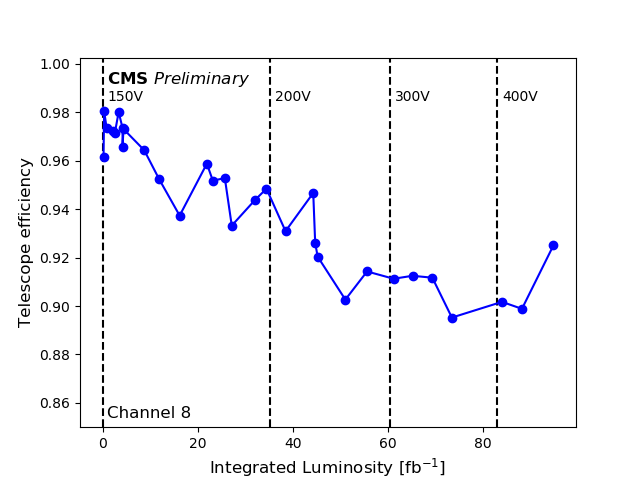 CMS Preliminary
150V 200V 300V 400V
1.00
0.98
0.96
0.94
0.92
0.90
0.88
0.86
Telescope efficiency
Channel 8
0 20 40 60 80
Integrated Luminosity [fb⁻¹]